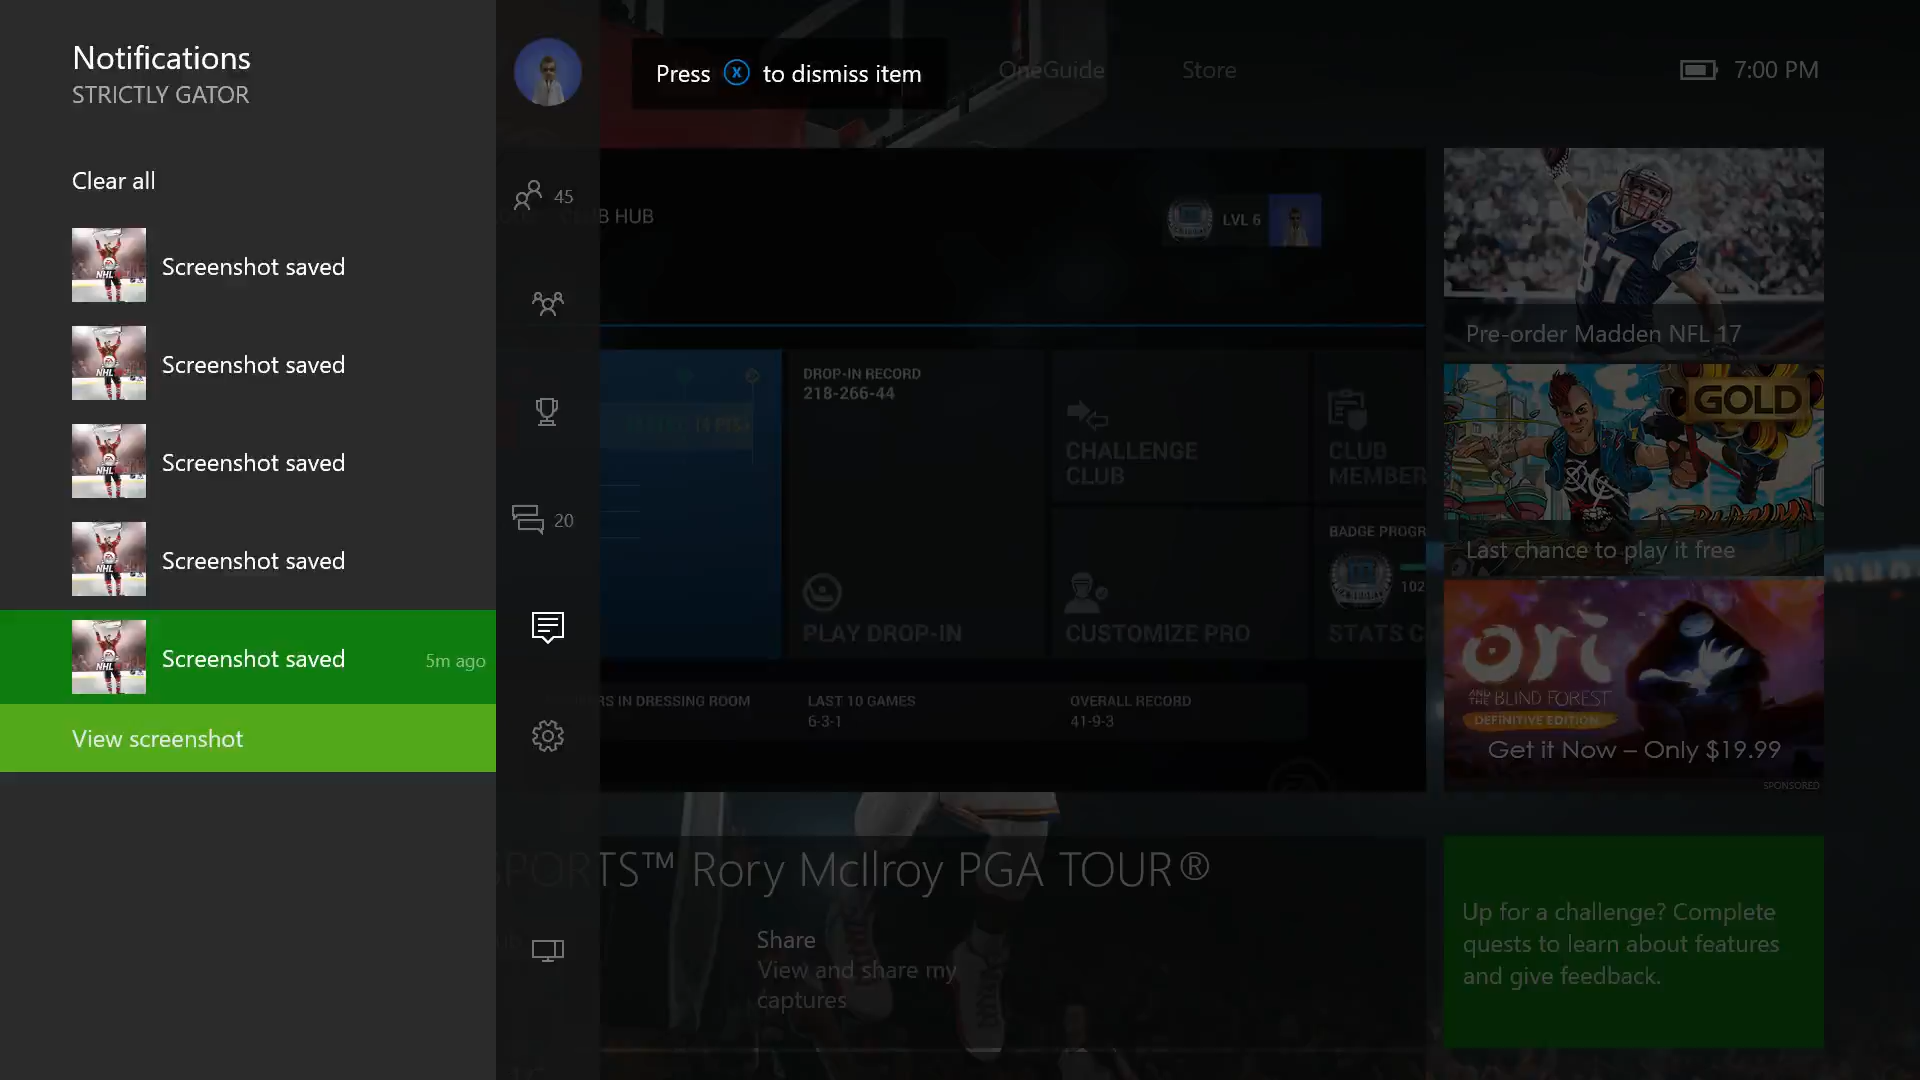 Notifications
STRICTLY GATOR
Clear all
NHL
Screenshot saved
NHL
Screenshot saved
NHL
Screenshot saved
NHL
Screenshot saved
NHL
Screenshot saved
5m ago
View screenshot
45
20
Press X to dismiss item
OneGuide
Store
7:00 PM
B HUB
LVL 6
DROP-IN RECORD
218-266-44
PLAY DROP-IN
CHALLENGE
CLUB
CUSTOMIZE PRO
CLUB
MEMBER
BADGE PROGR
102
STATS C
RS IN DRESSING ROOM
LAST 10 GAMES
6-3-1
OVERALL RECORD
41-9-3
87
Pre-order Madden NFL 17
GOLD
Last chance to play it free
ori
AND THE BLIND FOREST
DEFINITIVE EDITION
Get it Now – Only $19.99
SPONSORED
SPORTS™ Rory McIlroy PGA TOUR®
Share
View and share my
captures
Up for a challenge? Complete
quests to learn about features
and give feedback.